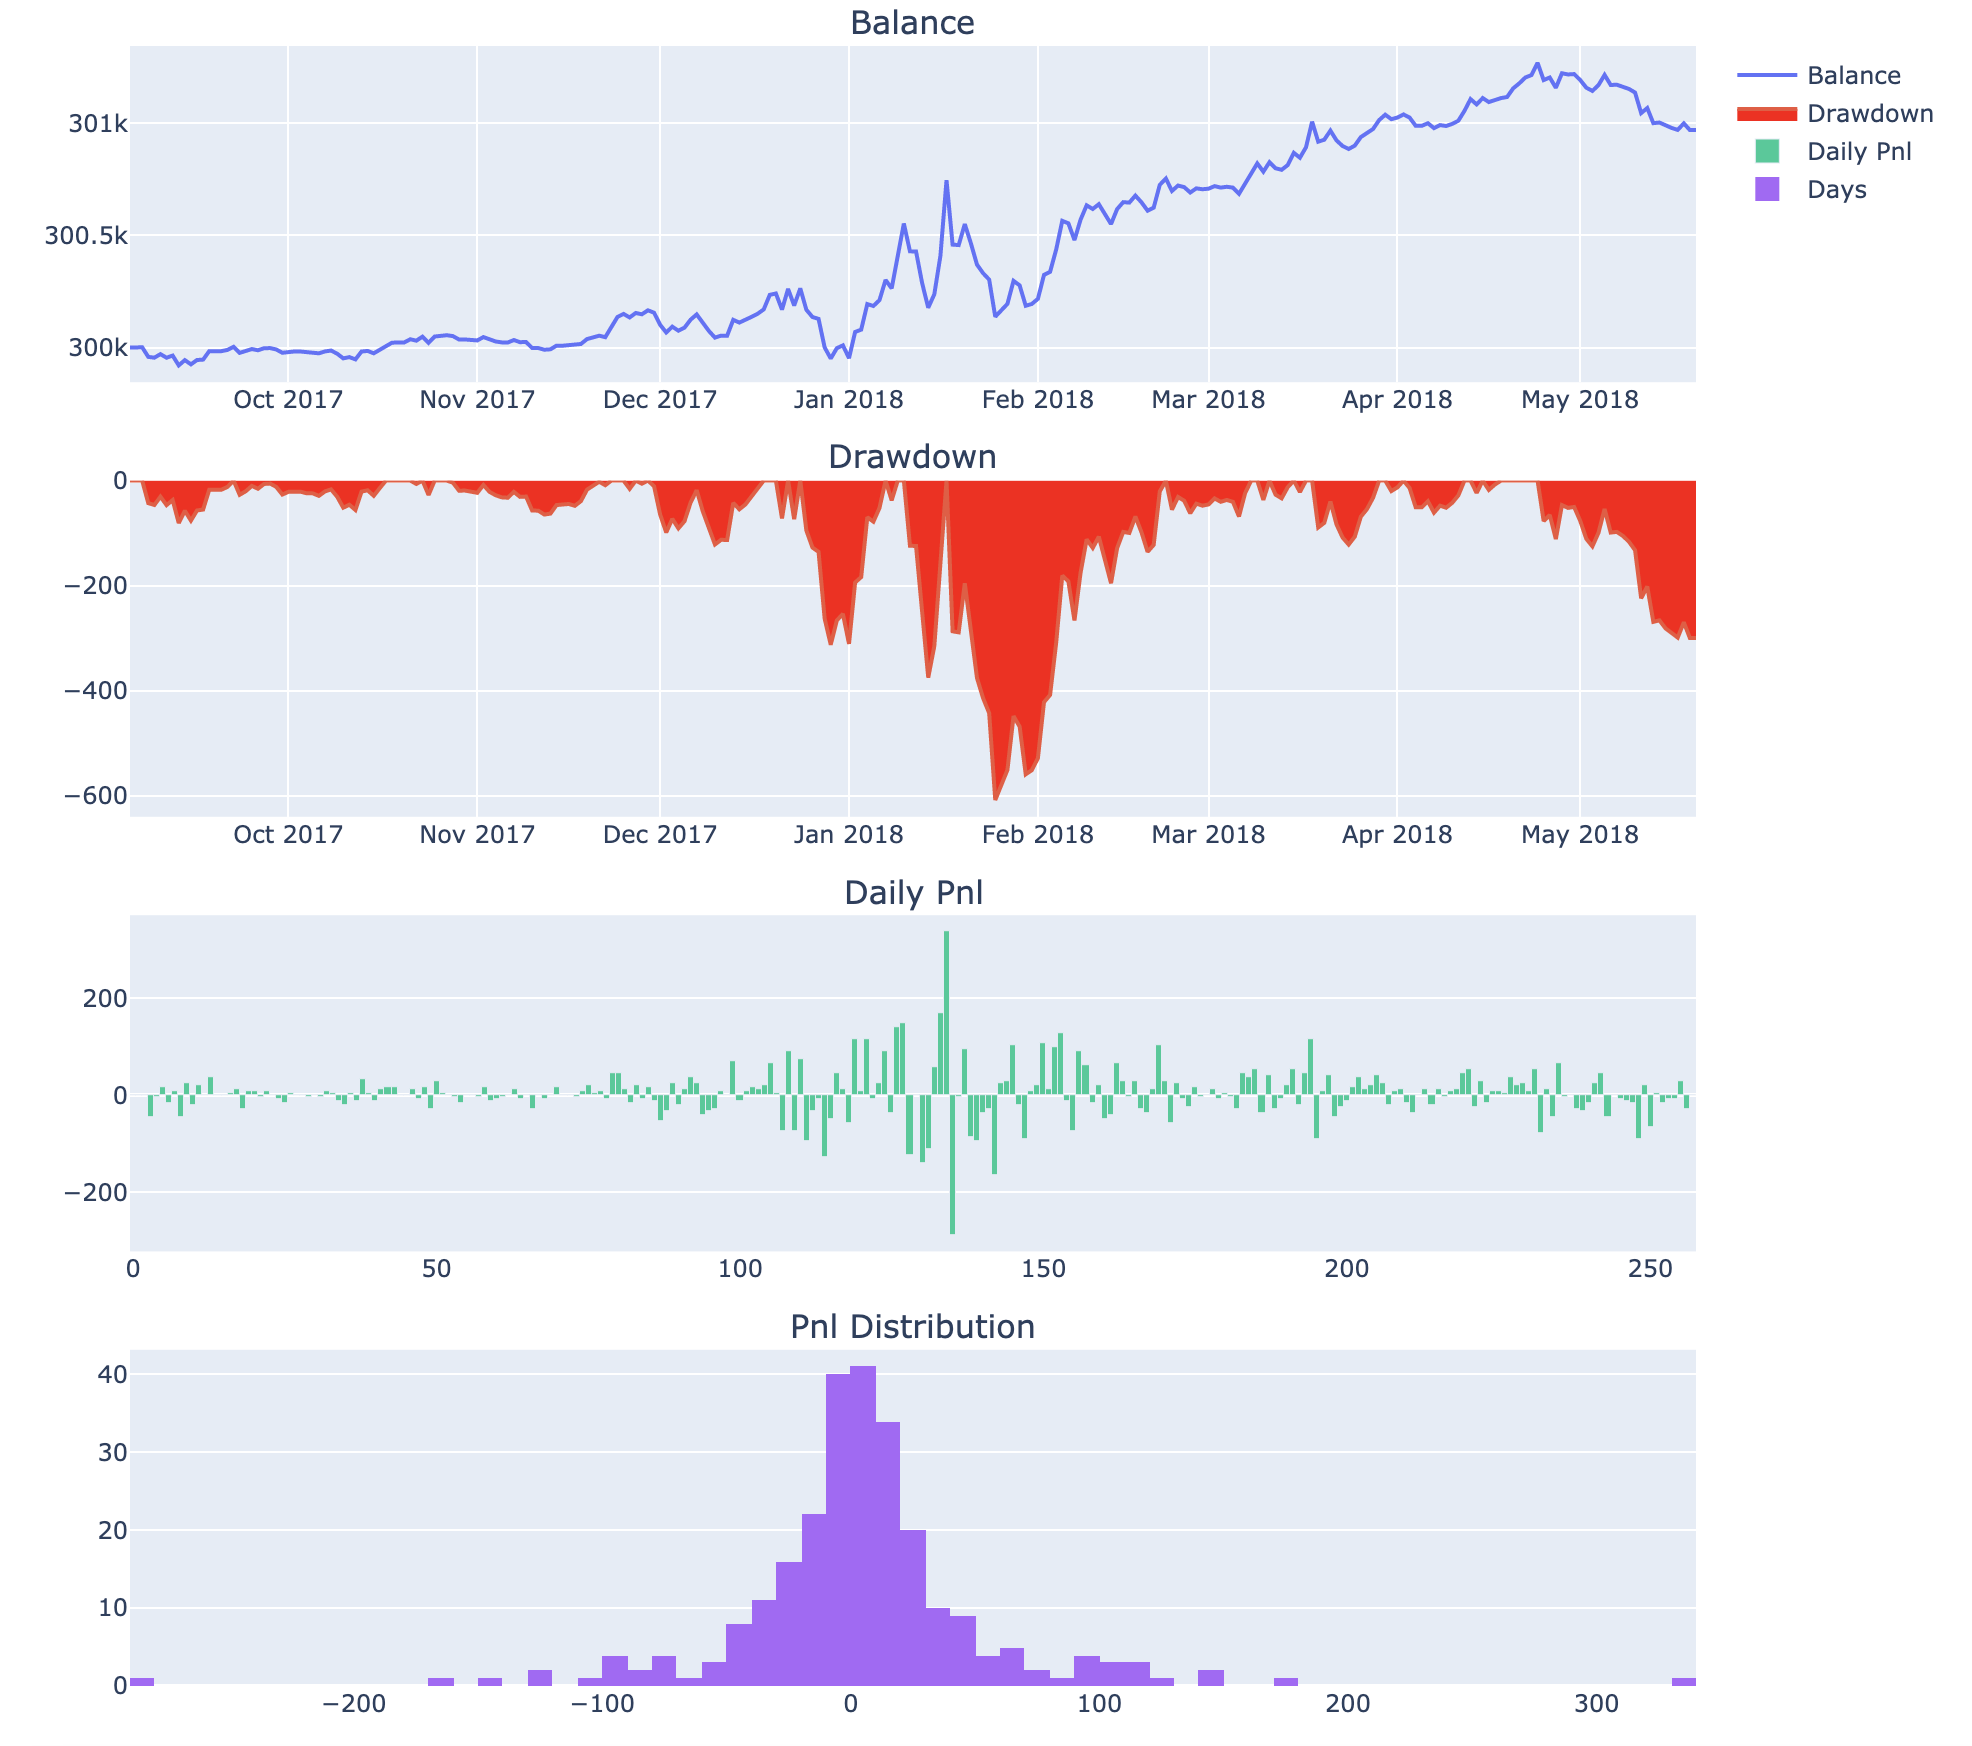 Balance
301k
300.5k
300k
Oct 2017 Nov 2017 Dec 2017 Jan 2018 Feb 2018 Mar 2018 Apr 2018 May 2018
Balance
Drawdown
Daily Pnl
Days
Drawdown
0
−200
−400
−600
Oct 2017 Nov 2017 Dec 2017 Jan 2018 Feb 2018 Mar 2018 Apr 2018 May 2018
Daily Pnl
200
0
−200
0 50 100 150 200 250
Pnl Distribution
40
30
20
10
0
−200 −100 0 100 200 300